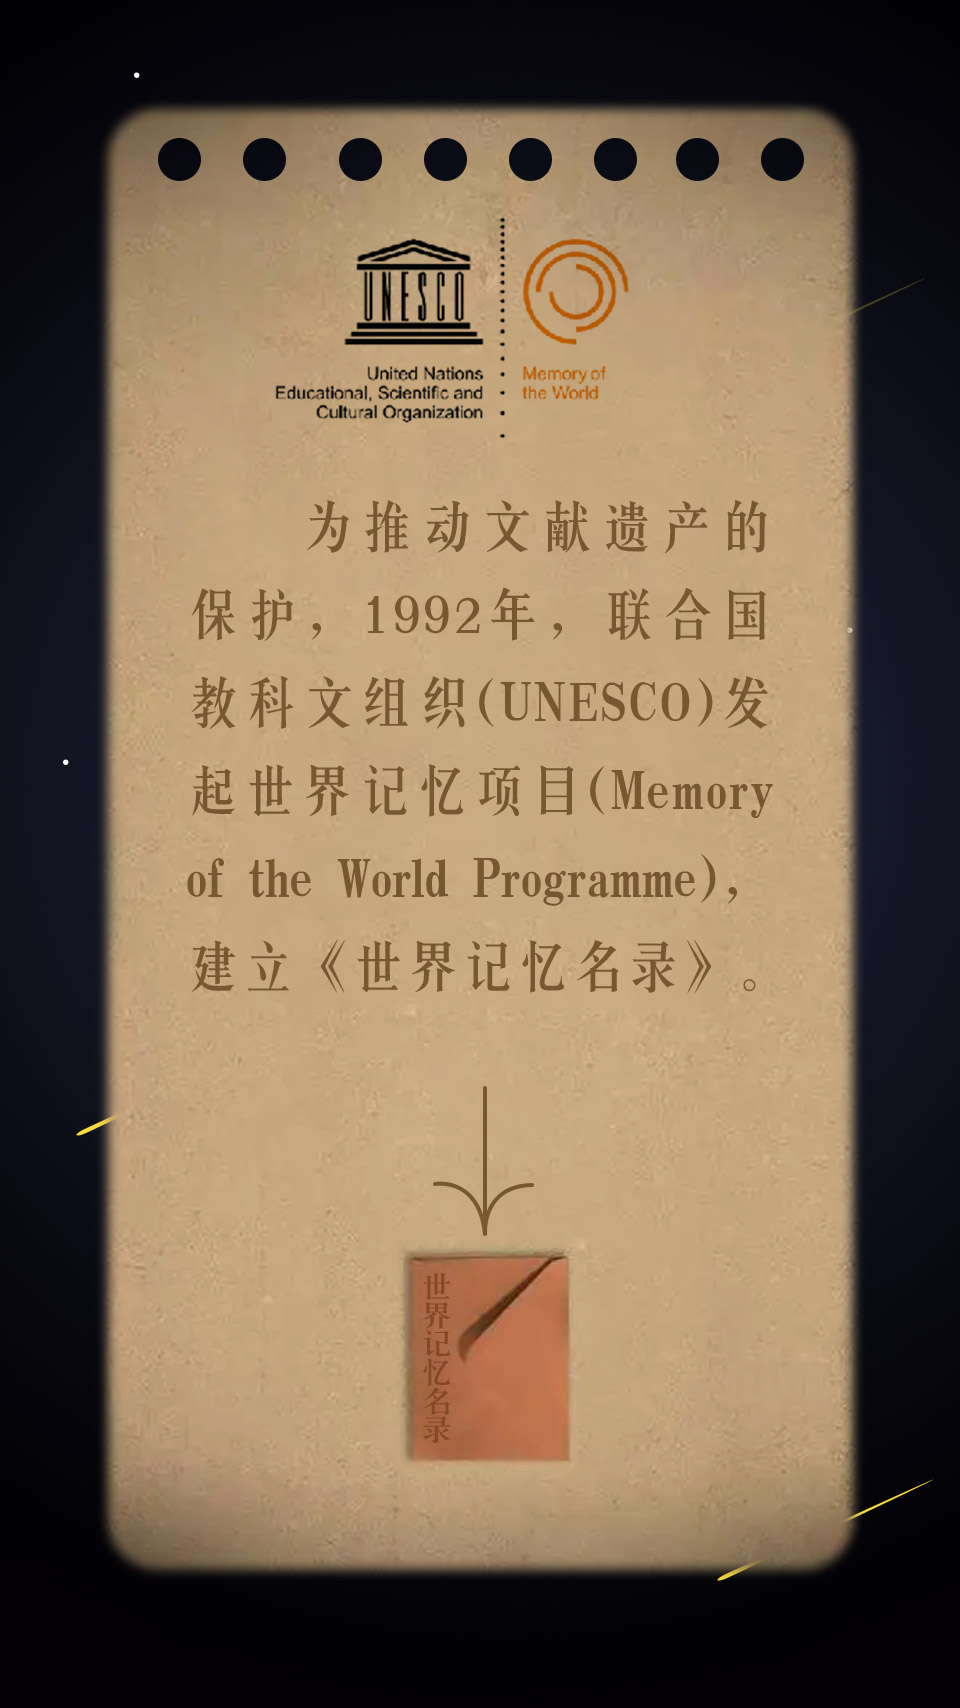 UNESCO
United Nations
Educational, Scientific and
Cultural Organization
Memory of
the World
为推动文献遗产的
保护，1992年，联合国
教科文组织(UNESCO)发
起世界记忆项目(Memory
of the World Programme),
建立《世界记忆名录》。
世界记忆名录